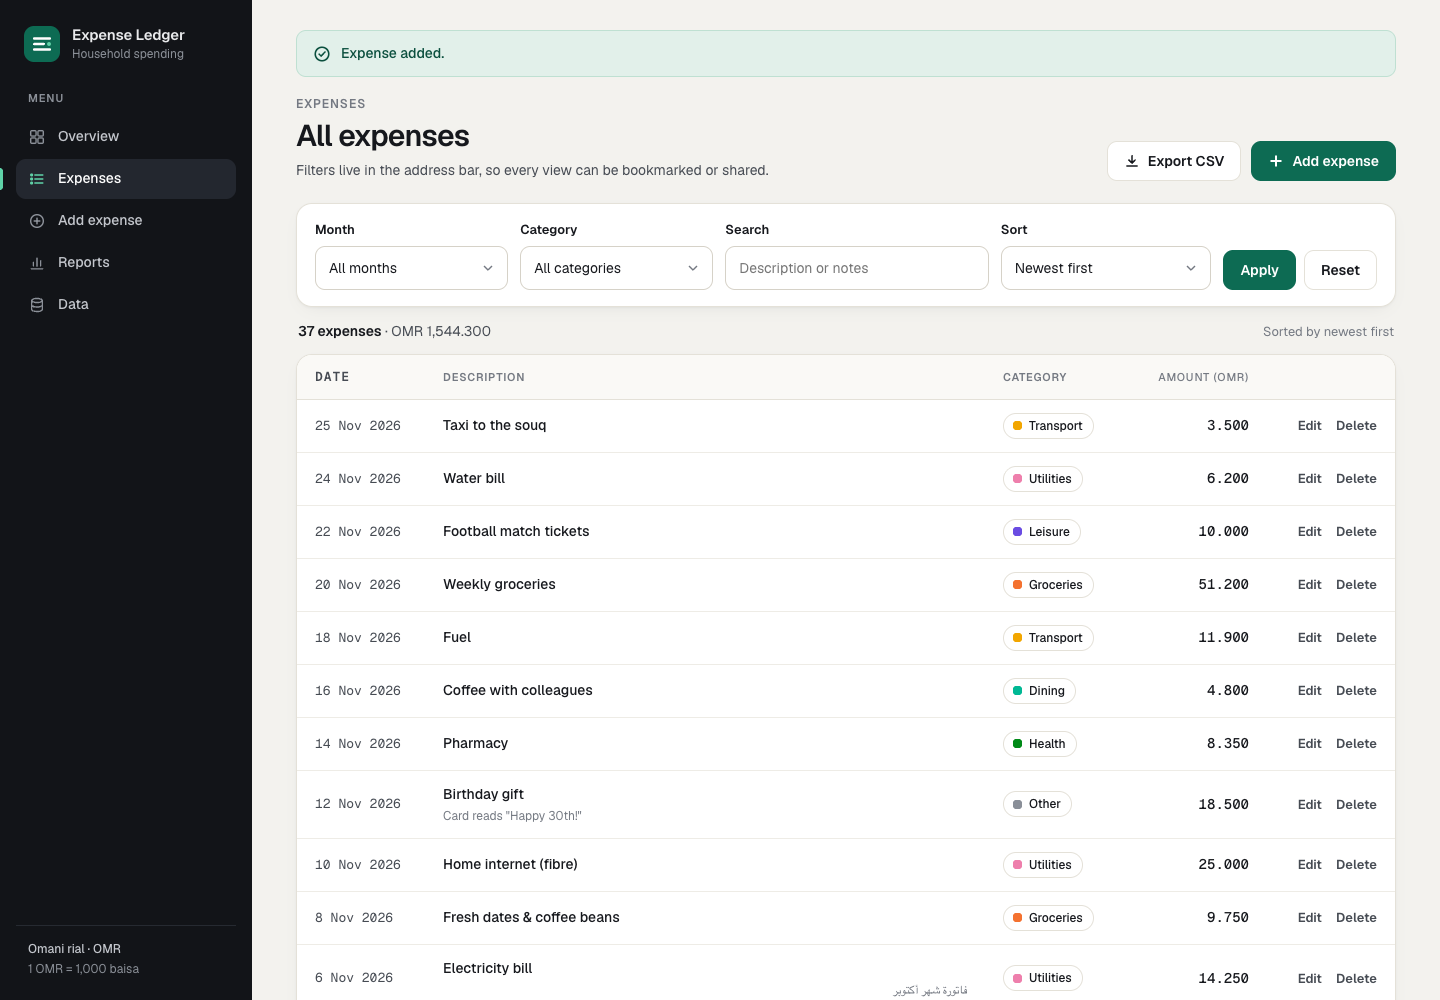 Expense Ledger
Household spending
MENU
Overview
Expenses
Add expense
Reports
Data
Omani rial · OMR
1 OMR = 1,000 baisa
Expense added.
EXPENSES
All expenses
Filters live in the address bar, so every view can be bookmarked or shared.
Export CSV
Add expense
Month Category Search Sort
All months All categories Description or notes Newest first Apply Reset
37 expenses · OMR 1,544.300 Sorted by newest first
DATE DESCRIPTION CATEGORY AMOUNT (OMR)
25 Nov 2026 Taxi to the souq Transport 3.500 Edit Delete
24 Nov 2026 Water bill Utilities 6.200 Edit Delete
22 Nov 2026 Football match tickets Leisure 10.000 Edit Delete
20 Nov 2026 Weekly groceries Groceries 51.200 Edit Delete
18 Nov 2026 Fuel Transport 11.900 Edit Delete
16 Nov 2026 Coffee with colleagues Dining 4.800 Edit Delete
14 Nov 2026 Pharmacy Health 8.350 Edit Delete
12 Nov 2026 Birthday gift Other 18.500 Edit Delete
Card reads "Happy 30th!"
10 Nov 2026 Home internet (fibre) Utilities 25.000 Edit Delete
8 Nov 2026 Fresh dates & coffee beans Groceries 9.750 Edit Delete
6 Nov 2026 Electricity bill Utilities 14.250 Edit Delete
فاتورة شهر أكتوبر